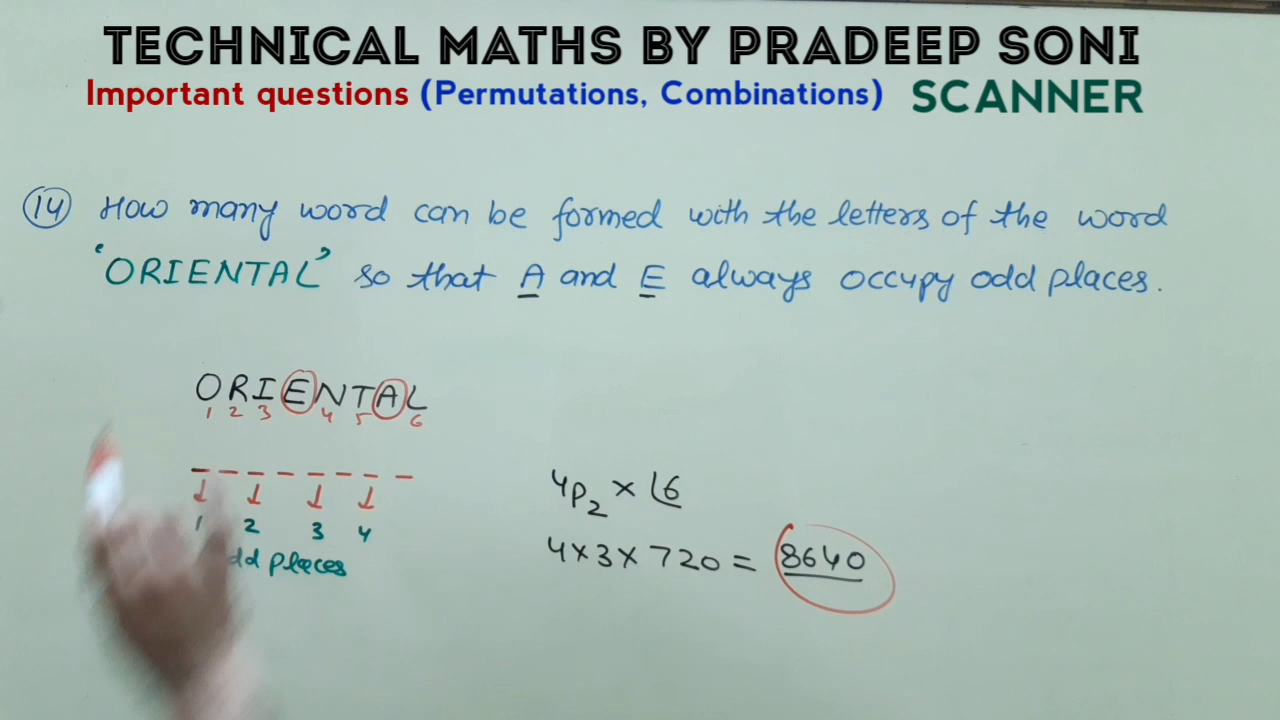 TECHNICAL MATHS BY PRADEEP SONI
Important questions (Permutations, Combinations) SCANNER
14 How many word can be formed with the letters of the word
'ORIENTAL' so that A and E always occupy odd places.
ORIENTAL
1 2 3 4 5 6
4P2 × ⌊6
1 2 3 4
4×3×720 = 8640
places